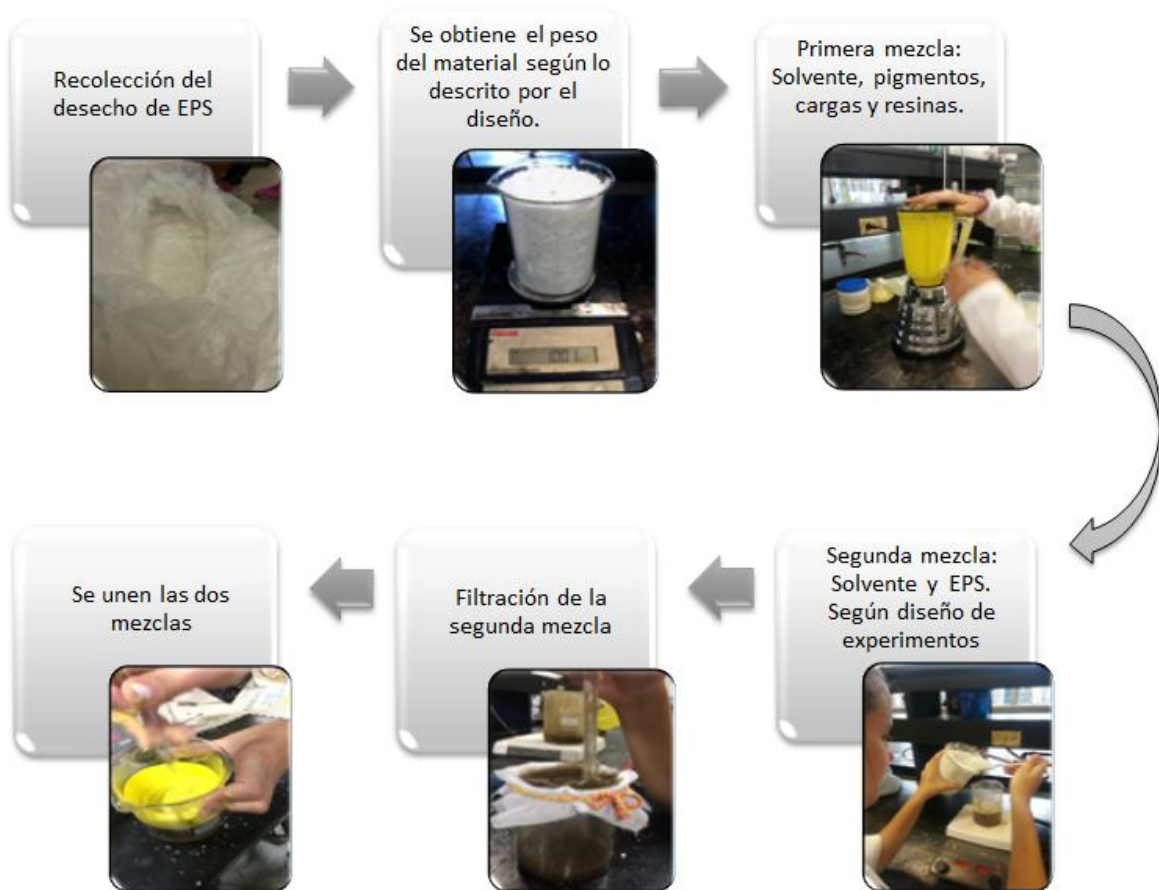 Recolección del
desecho de EPS
Se obtiene el peso
del material según lo
descrito por el
diseño.
Primera mezcla:
Solvente, pigmentos,
cargas y resinas.
Segunda mezcla:
Solvente y EPS.
Según diseño de
experimentos
Filtración de la
segunda mezcla
Se unen las dos
mezclas